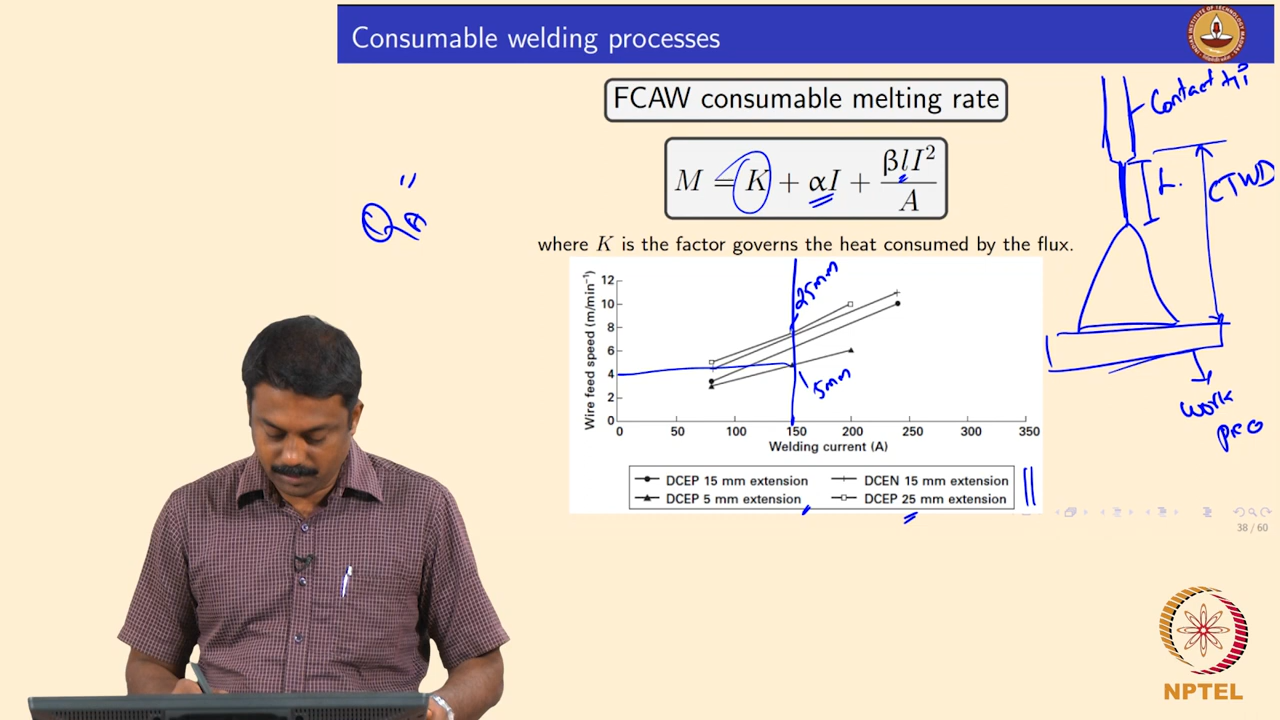 Consumable welding processes
FCAW consumable melting rate
M = K + αI + βlI²/A
where K is the factor governs the heat consumed by the flux.
Contact tip
L.
CTWD
work
25mm
5mm
Wire feed speed (m/min⁻¹)
12
10
8
6
4
2
0
0 50 100 150 200 250 300 350
Welding current (A)
DCEP 15 mm extension
DCEN 15 mm extension
DCEP 5 mm extension
DCEP 25 mm extension
38 / 60
NPTEL